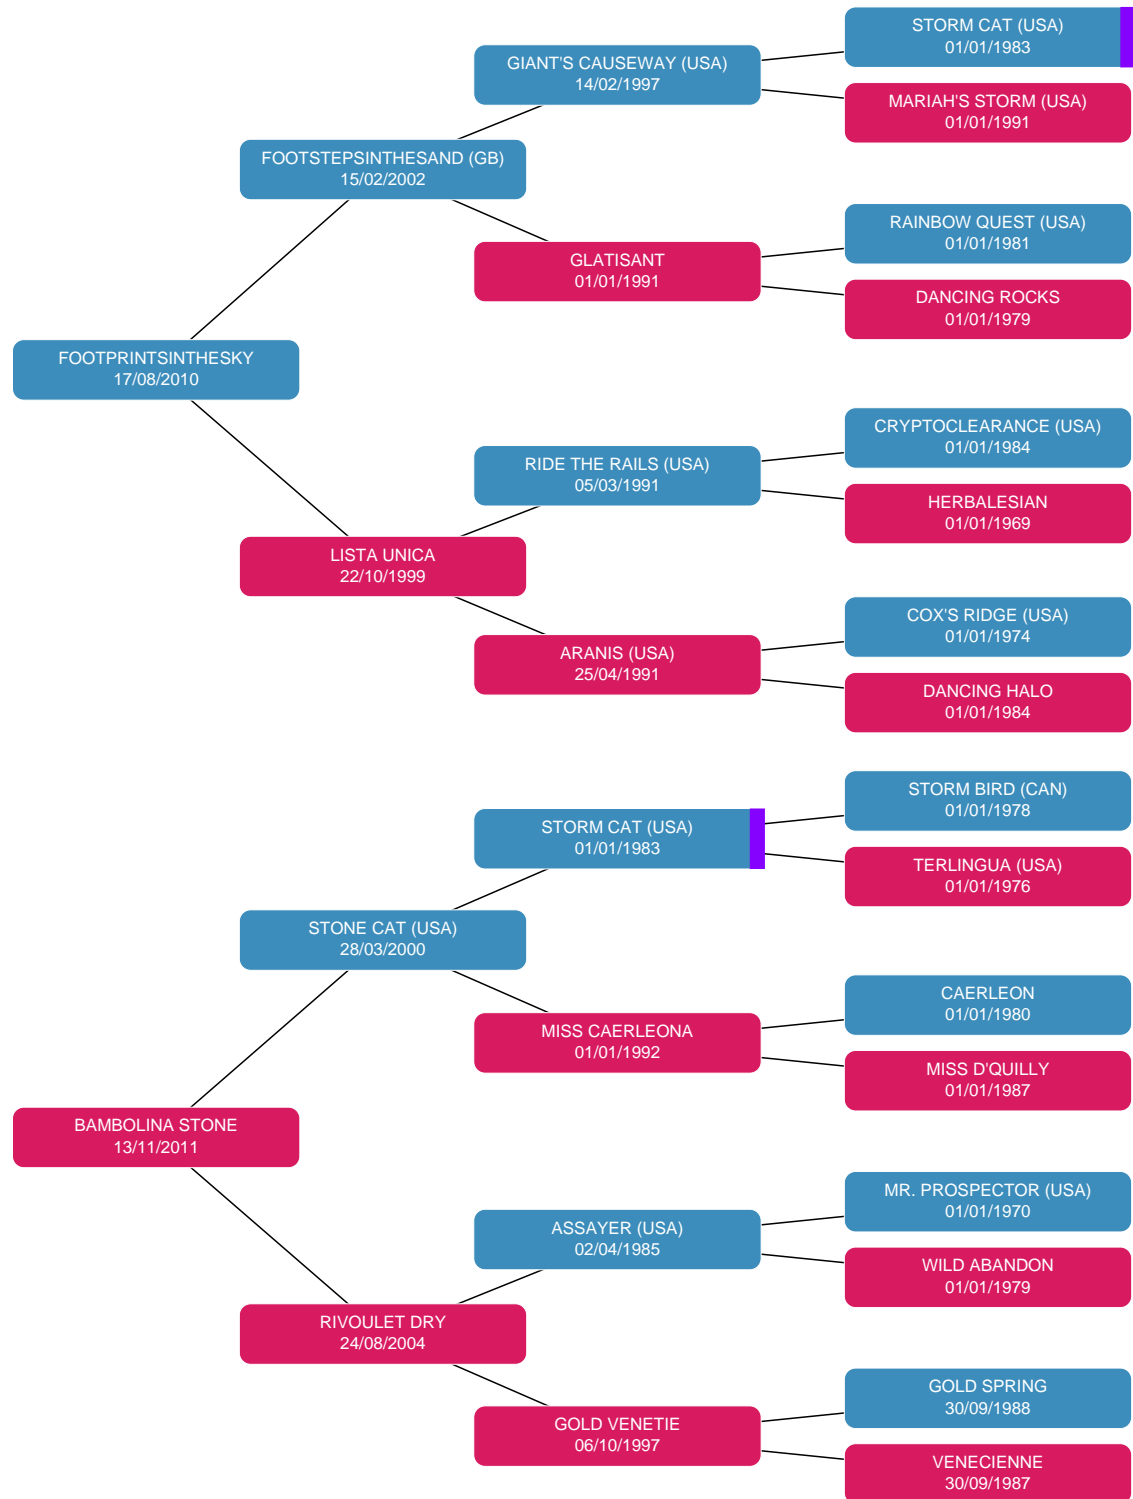 STORM CAT (USA)
01/01/1983
GIANT'S CAUSEWAY (USA)
14/02/1997
MARIAH'S STORM (USA)
01/01/1991
FOOTSTEPSINTHESAND (GB)
15/02/2002
RAINBOW QUEST (USA)
01/01/1981
GLATISANT
01/01/1991
DANCING ROCKS
01/01/1979
FOOTPRINTSINTHESKY
17/08/2010
CRYPTOCLEARANCE (USA)
01/01/1984
RIDE THE RAILS (USA)
05/03/1991
HERBALESIAN
01/01/1969
LISTA UNICA
22/10/1999
COX'S RIDGE (USA)
01/01/1974
ARANIS (USA)
25/04/1991
DANCING HALO
01/01/1984
STORM BIRD (CAN)
01/01/1978
STORM CAT (USA)
01/01/1983
TERLINGUA (USA)
01/01/1976
STONE CAT (USA)
28/03/2000
CAERLEON
01/01/1980
MISS CAERLEONA
01/01/1992
MISS D'QUILLY
01/01/1987
BAMBOLINA STONE
13/11/2011
MR. PROSPECTOR (USA)
01/01/1970
ASSAYER (USA)
02/04/1985
WILD ABANDON
01/01/1979
RIVOULET DRY
24/08/2004
GOLD SPRING
30/09/1988
GOLD VENETIE
06/10/1997
VENECIENNE
30/09/1987